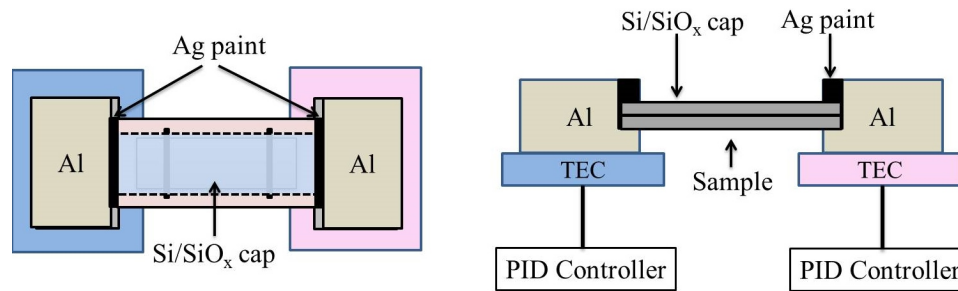 Ag paint
Al
Al
Si/SiOₓ cap
Si/SiOₓ cap
Ag paint
Al
Al
TEC
TEC
Sample
PID Controller
PID Controller